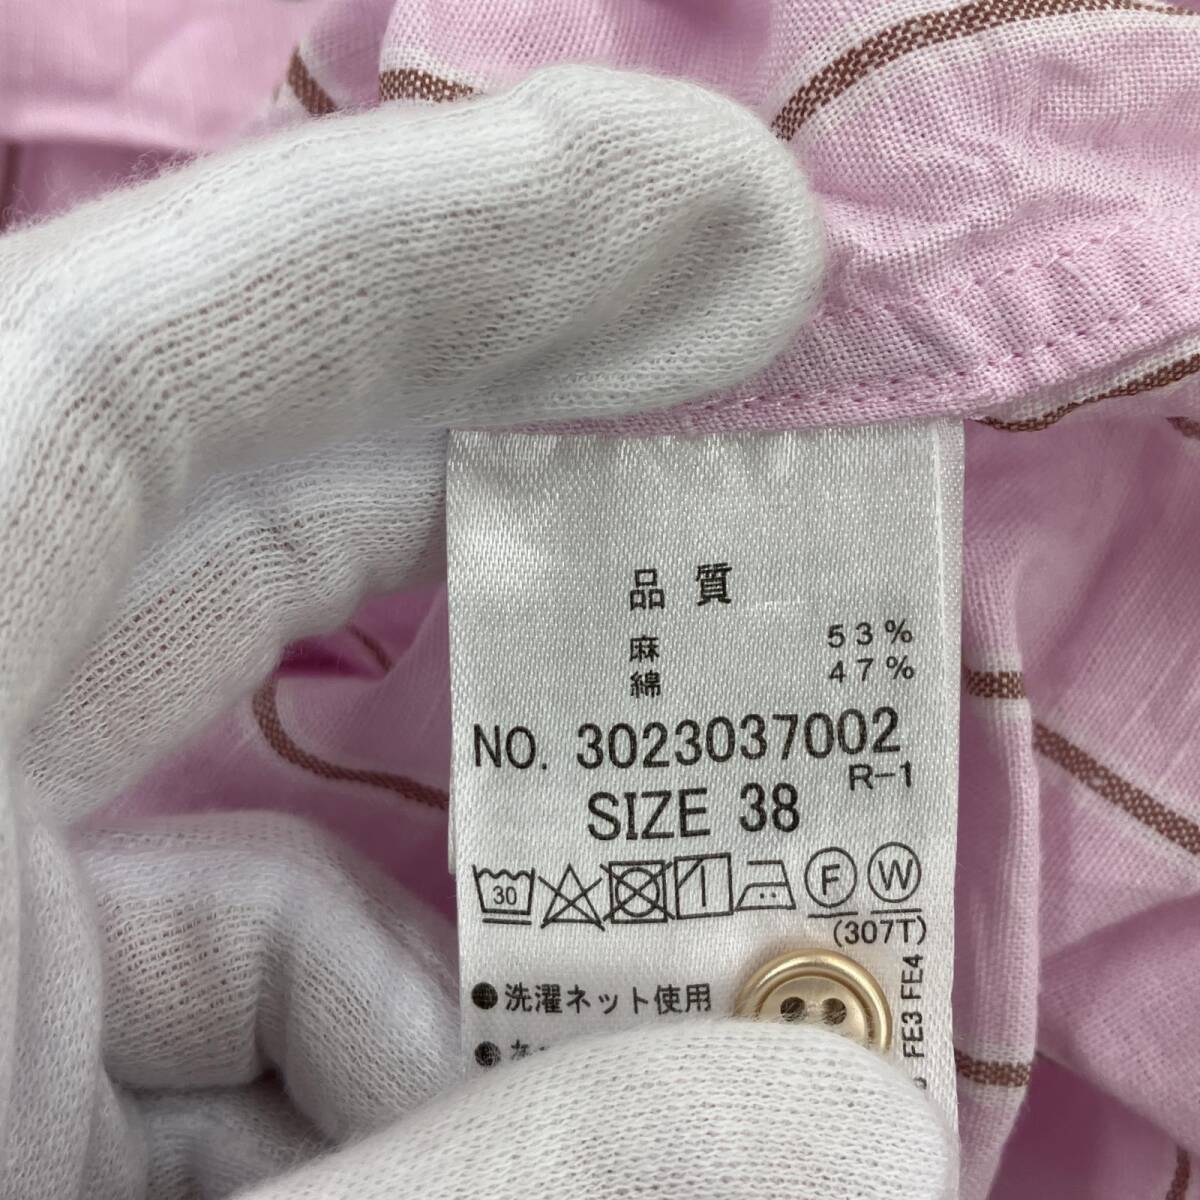 品質
麻 53%
綿 47%
NO. 3023037002
R-1
SIZE 38
30 F W
(307T)
●洗濯ネット使用
FE3 FE4